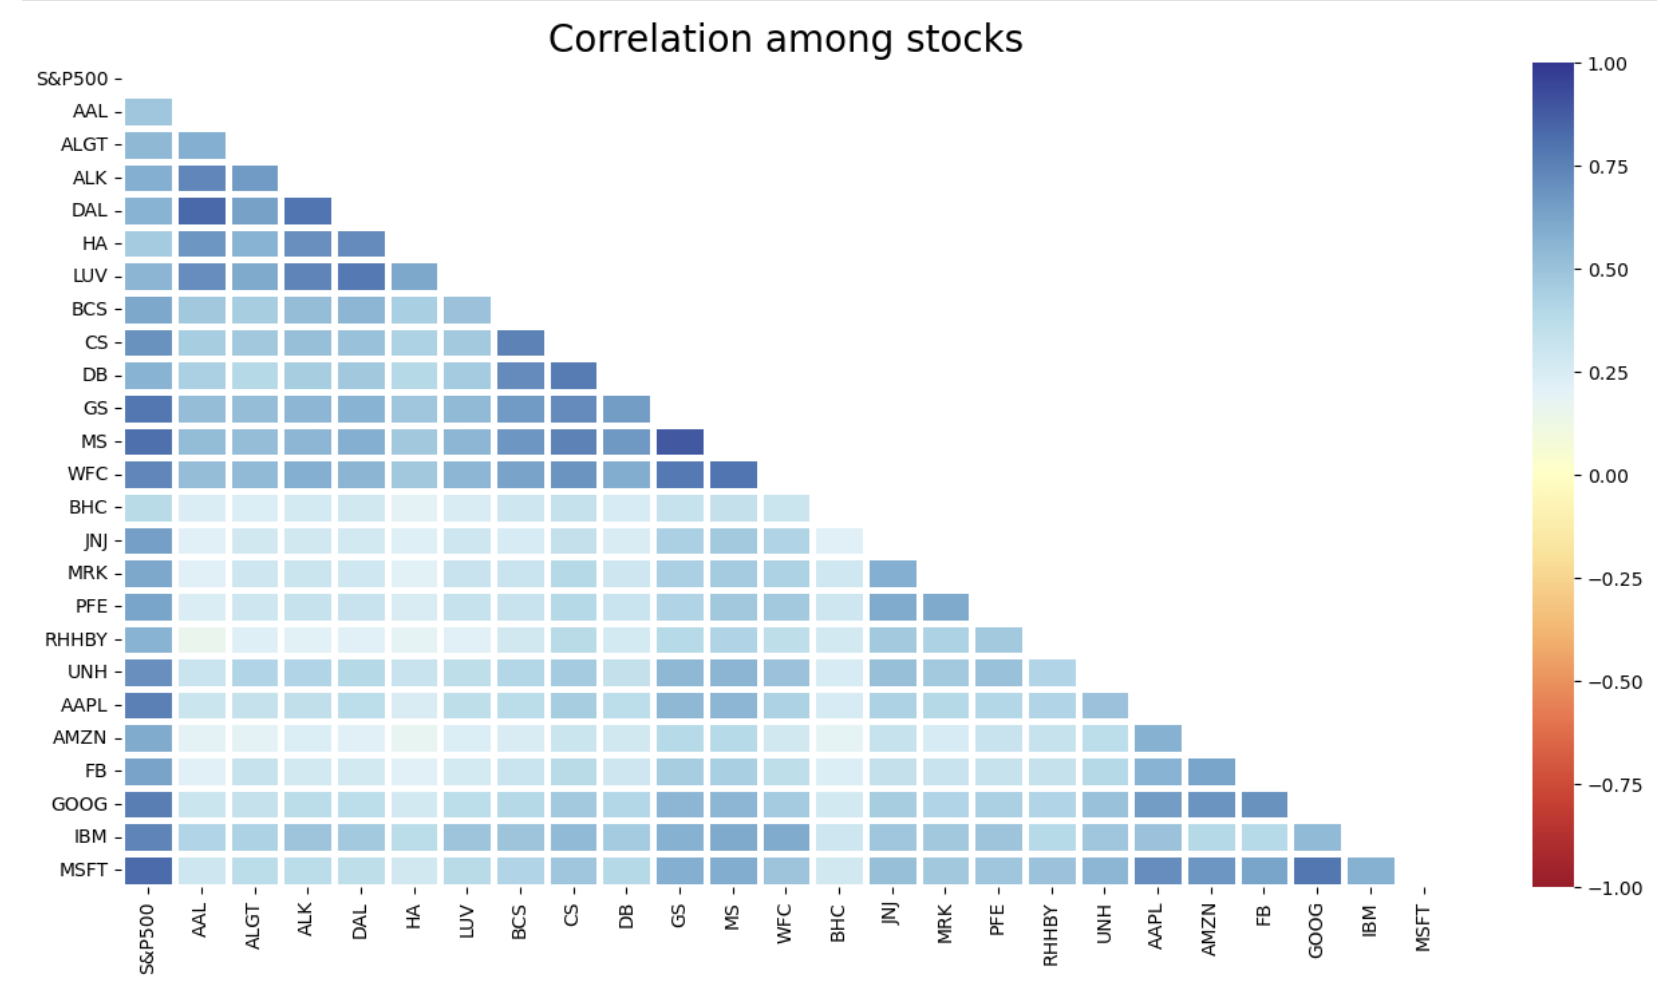 Correlation among stocks
S&P500
AAL
ALGT
ALK
DAL
HA
LUV
BCS
CS
DB
GS
MS
WFC
BHC
JNJ
MRK
PFE
RHHBY
UNH
AAPL
AMZN
FB
GOOG
IBM
MSFT
S&P500 AAL ALGT ALK DAL HA LUV BCS CS DB GS MS WFC BHC JNJ MRK PFE RHHBY UNH AAPL AMZN FB GOOG IBM MSFT
1.00
0.75
0.50
0.25
0.00
−0.25
−0.50
−0.75
−1.00